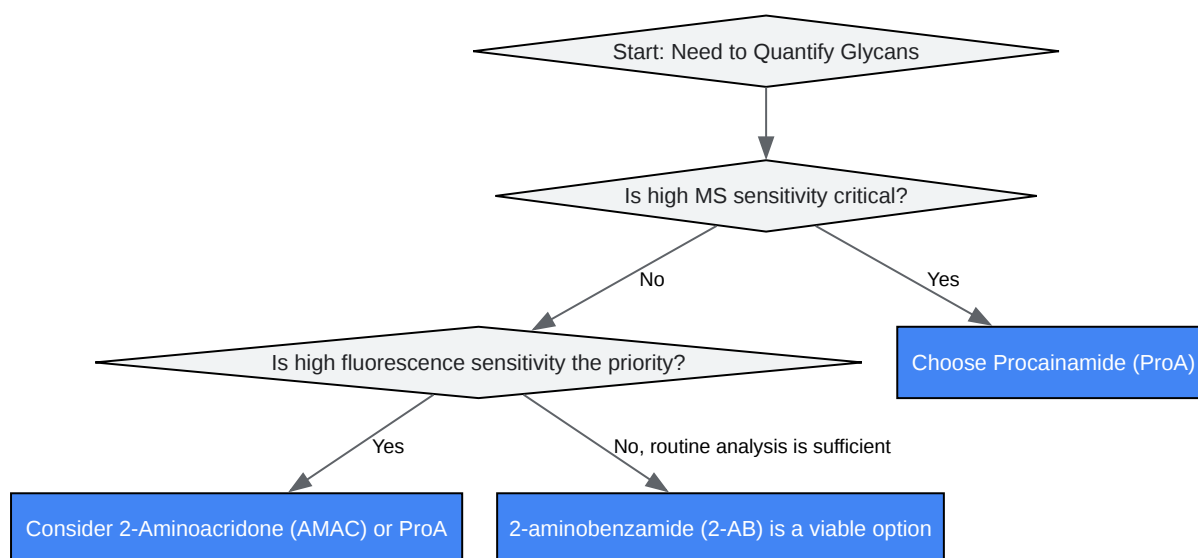 Start: Need to Quantify Glycans
Is high MS sensitivity critical?
No
Yes
Is high fluorescence sensitivity the priority?
Choose Procainamide (ProA)
Yes
No, routine analysis is sufficient
Consider 2-Aminoacridone (AMAC) or ProA
2-aminobenzamide (2-AB) is a viable option